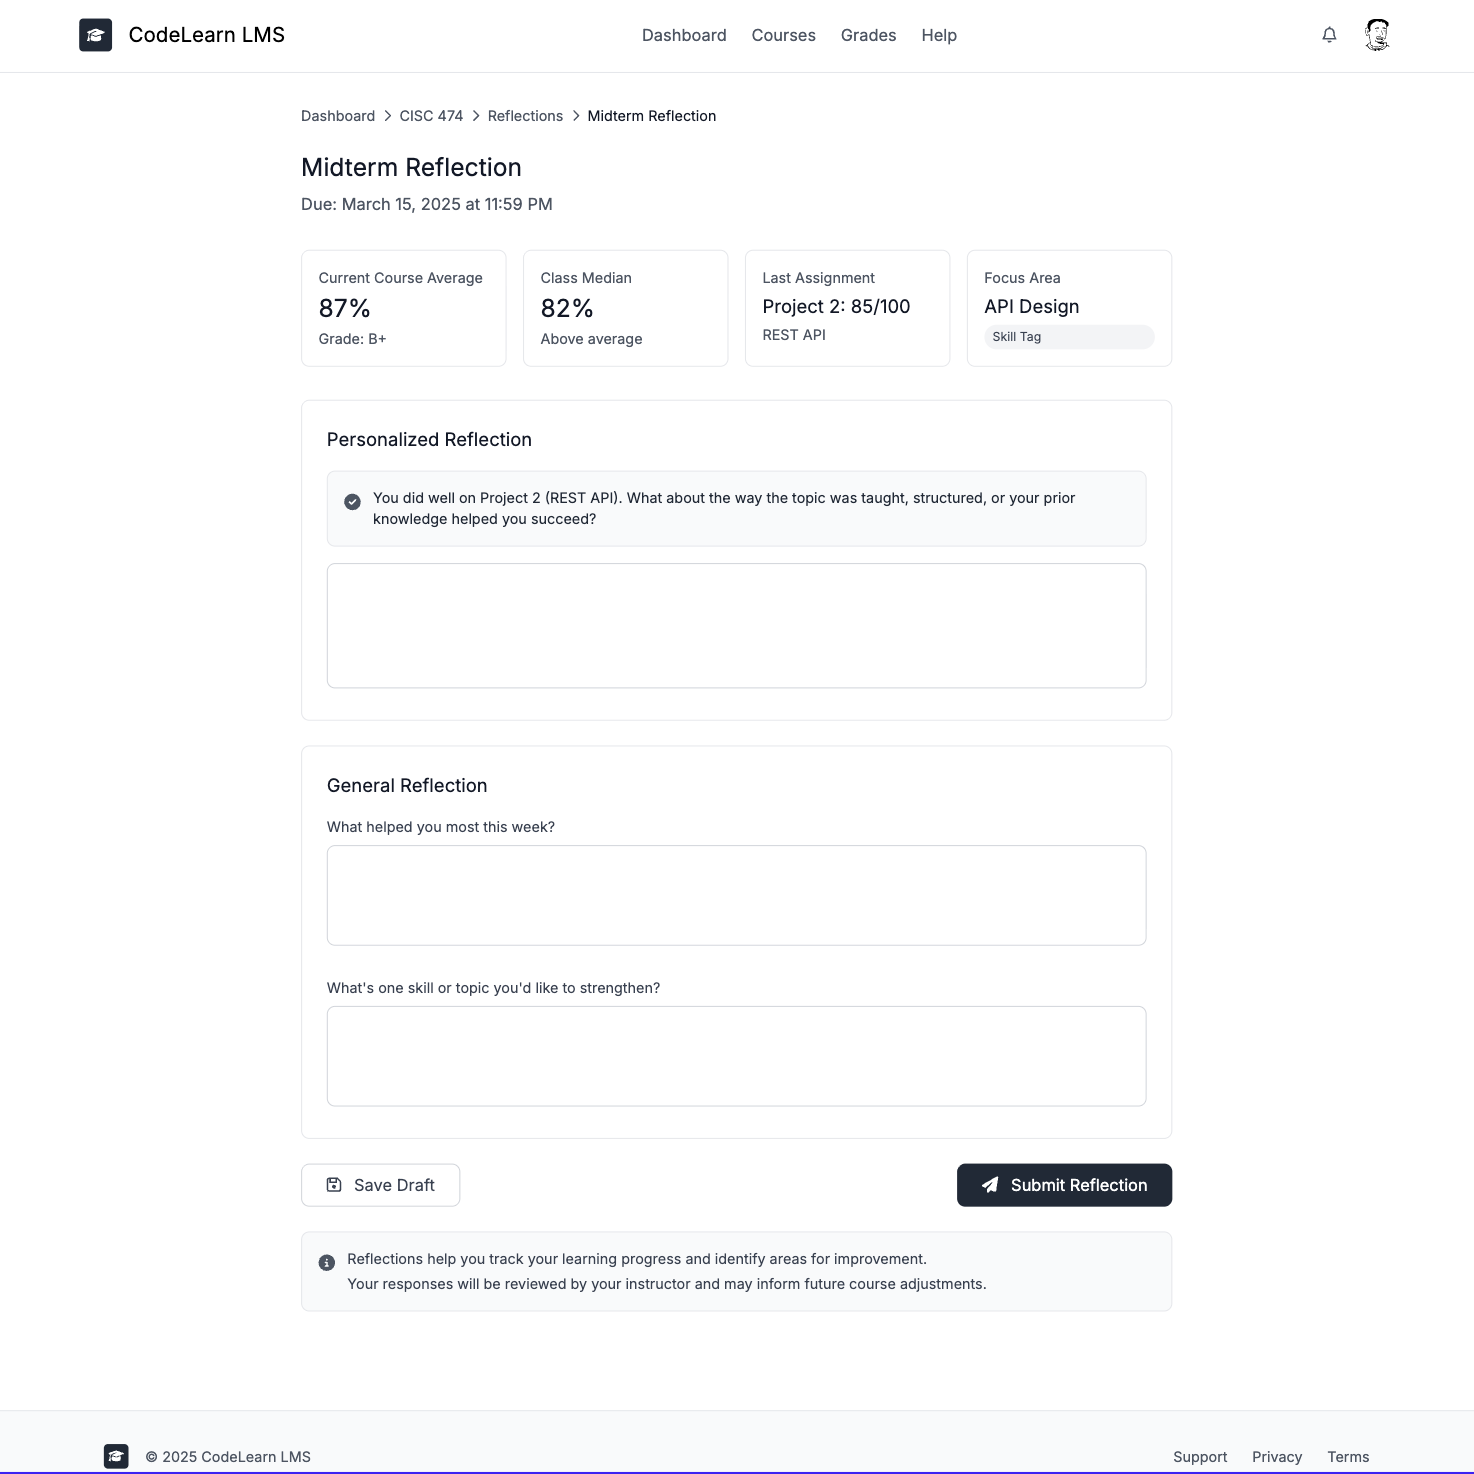 CodeLearn LMS
Dashboard Courses Grades Help
Dashboard > CISC 474 > Reflections > Midterm Reflection
Midterm Reflection
Due: March 15, 2025 at 11:59 PM
Current Course Average
87%
Grade: B+
Class Median
82%
Above average
Last Assignment
Project 2: 85/100
REST API
Focus Area
API Design
Skill Tag
Personalized Reflection
You did well on Project 2 (REST API). What about the way the topic was taught, structured, or your prior
knowledge helped you succeed?
General Reflection
What helped you most this week?
What's one skill or topic you'd like to strengthen?
Save Draft
Submit Reflection
Reflections help you track your learning progress and identify areas for improvement.
Your responses will be reviewed by your instructor and may inform future course adjustments.
© 2025 CodeLearn LMS
Support Privacy Terms